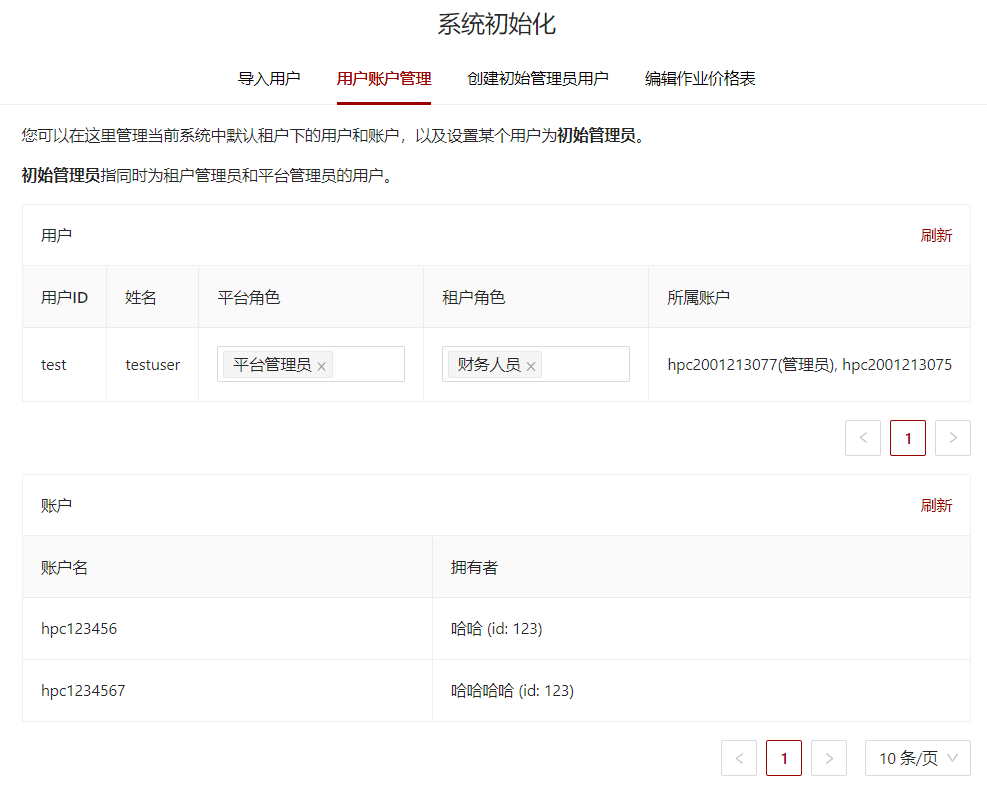 系统初始化
导入用户 用户账户管理 创建初始管理员用户 编辑作业价格表
您可以在这里管理当前系统中默认租户下的用户和账户，以及设置某个用户为初始管理员。
初始管理员指同时为租户管理员和平台管理员的用户。
用户 刷新
用户ID 姓名 平台角色 租户角色 所属账户
test testuser 平台管理员 × 财务人员 × hpc2001213077(管理员), hpc2001213075
< 1 >
账户 刷新
账户名 拥有者
hpc123456 哈哈 (id: 123)
hpc1234567 哈哈哈哈 (id: 123)
< 1 > 10 条/页